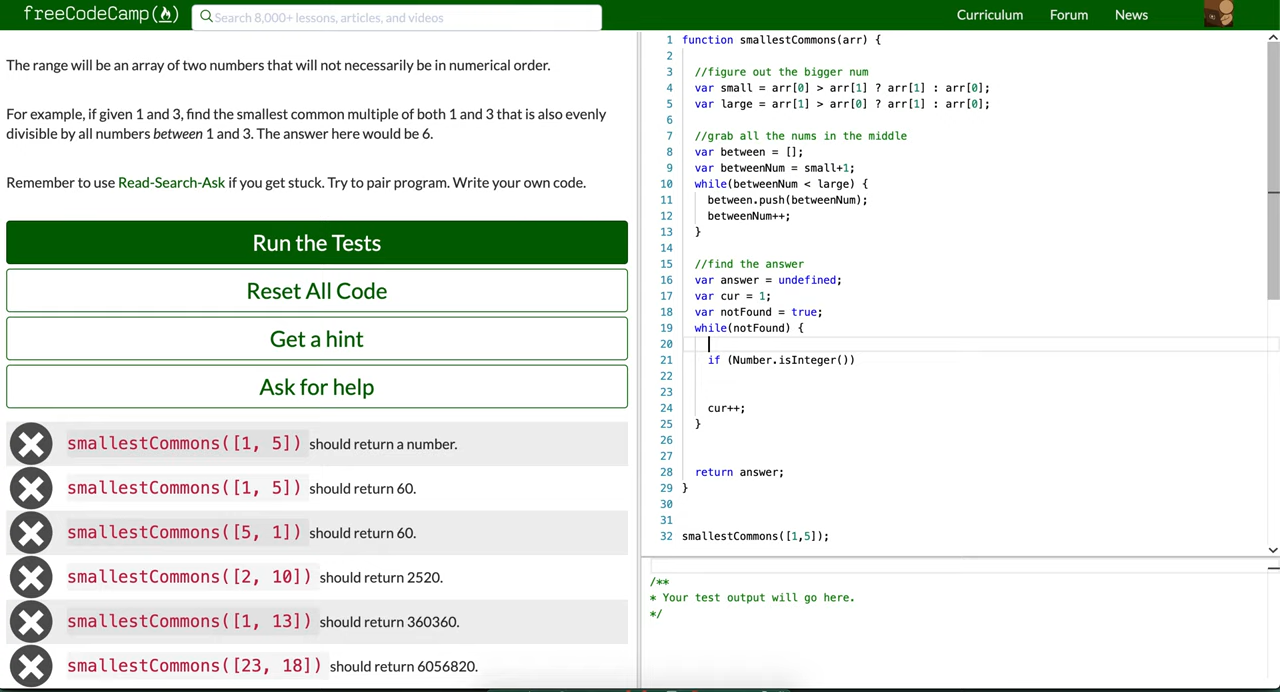 freeCodeCamp
Search 8,000+ lessons, articles, and videos
Curriculum
Forum
News
The range will be an array of two numbers that will not necessarily be in numerical order.
For example, if given 1 and 3, find the smallest common multiple of both 1 and 3 that is also evenly
divisible by all numbers between 1 and 3. The answer here would be 6.
Remember to use Read-Search-Ask if you get stuck. Try to pair program. Write your own code.
Run the Tests
Reset All Code
Get a hint
Ask for help
smallestCommons([1, 5]) should return a number.
smallestCommons([1, 5]) should return 60.
smallestCommons([5, 1]) should return 60.
smallestCommons([2, 10]) should return 2520.
smallestCommons([1, 13]) should return 360360.
smallestCommons([23, 18]) should return 6056820.
1 function smallestCommons(arr) {
2
3 //figure out the bigger num
4 var small = arr[0] > arr[1] ? arr[1] : arr[0];
5 var large = arr[1] > arr[0] ? arr[1] : arr[0];
6
7 //grab all the nums in the middle
8 var between = [];
9 var betweenNum = small+1;
10 while(betweenNum < large) {
11 between.push(betweenNum);
12 betweenNum++;
13 }
14
15 //find the answer
16 var answer = undefined;
17 var cur = 1;
18 var notFound = true;
19 while(notFound) {
20
21 if (Number.isInteger())
22
23
24 cur++;
25 }
26
27
28 return answer;
29 }
30
31
32 smallestCommons([1,5]);
/**
* Your test output will go here.
*/